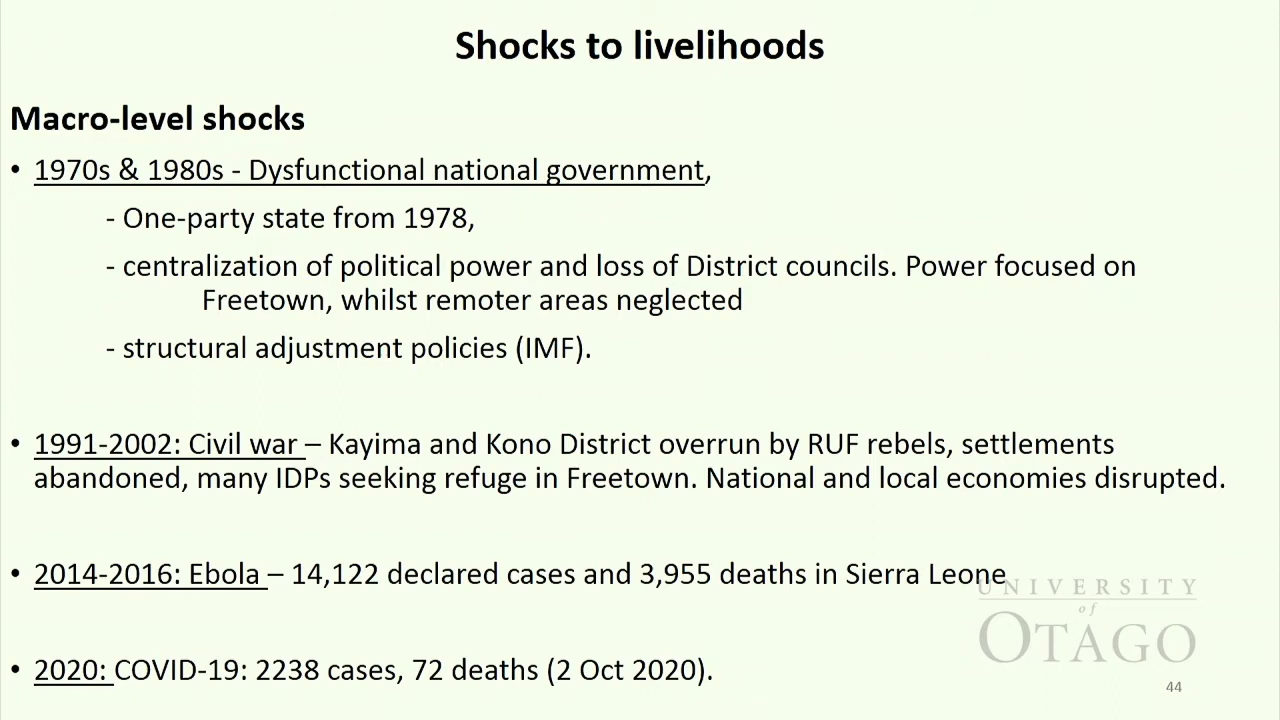 Shocks to livelihoods
Macro-level shocks
• 1970s & 1980s - Dysfunctional national government,
- One-party state from 1978,
- centralization of political power and loss of District councils. Power focused on
Freetown, whilst remoter areas neglected
- structural adjustment policies (IMF).
• 1991-2002: Civil war – Kayima and Kono District overrun by RUF rebels, settlements
abandoned, many IDPs seeking refuge in Freetown. National and local economies disrupted.
• 2014-2016: Ebola – 14,122 declared cases and 3,955 deaths in Sierra Leone
UNIVERSITY
of
OTAGO
• 2020: COVID-19: 2238 cases, 72 deaths (2 Oct 2020).
44